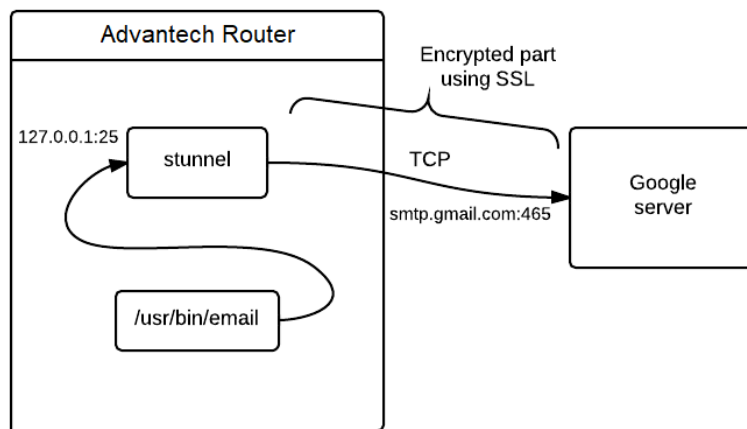 Advantech Router
Encrypted part
using SSL
127.0.0.1:25
stunnel
TCP
Google
server
smtp.gmail.com:465
/usr/bin/email